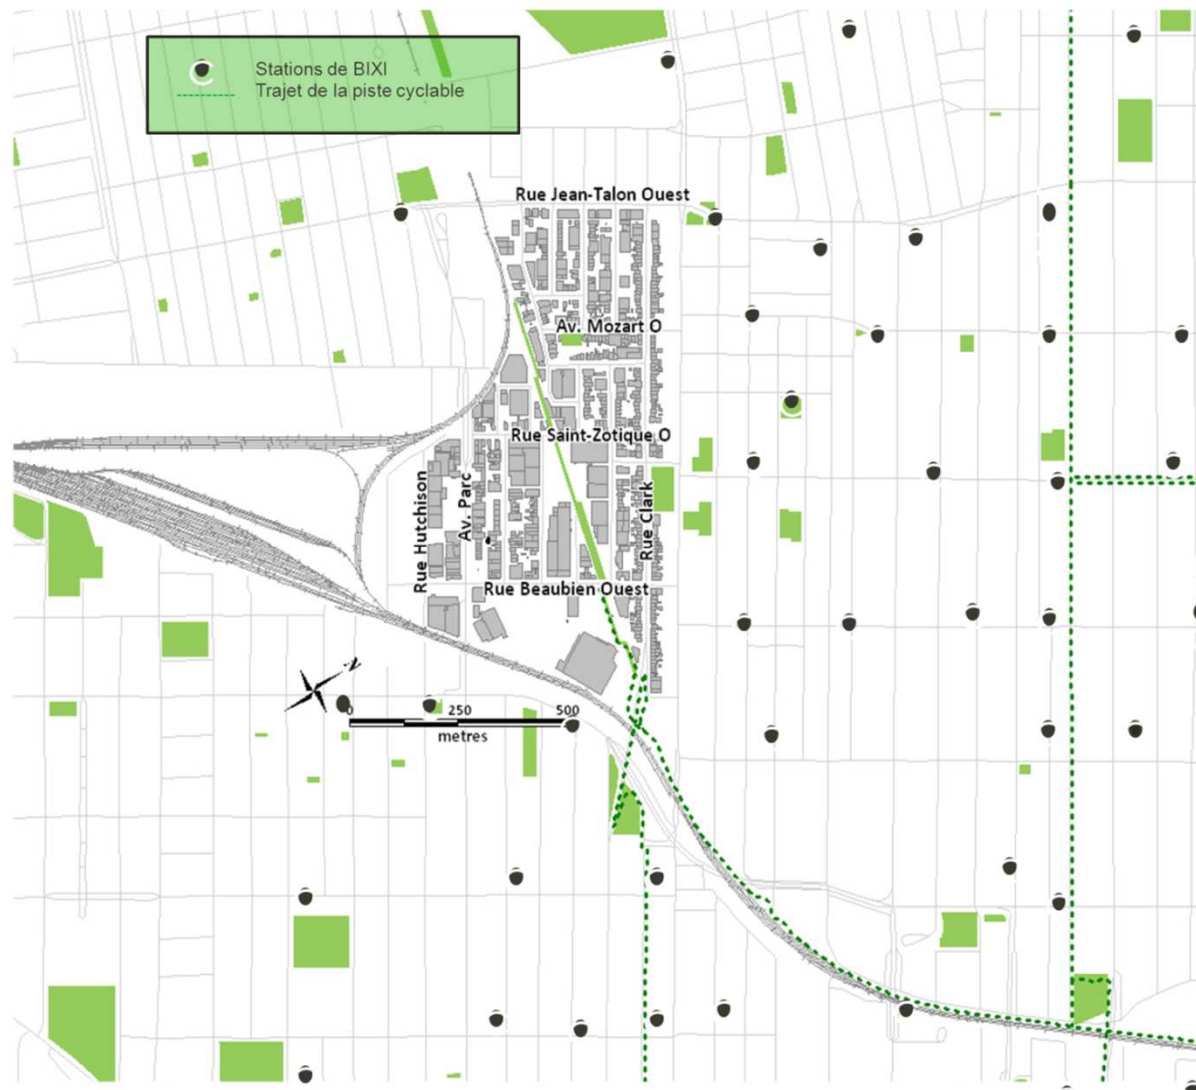 Stations de BIXI
Trajet de la piste cyclable
Rue Jean-Talon Ouest
Av. Mozart O
Rue Saint-Zotique O
Rue Hutchison
Av. Parc
Rue Clark
Rue Beaubien Ouest
N
0 250 500
metres